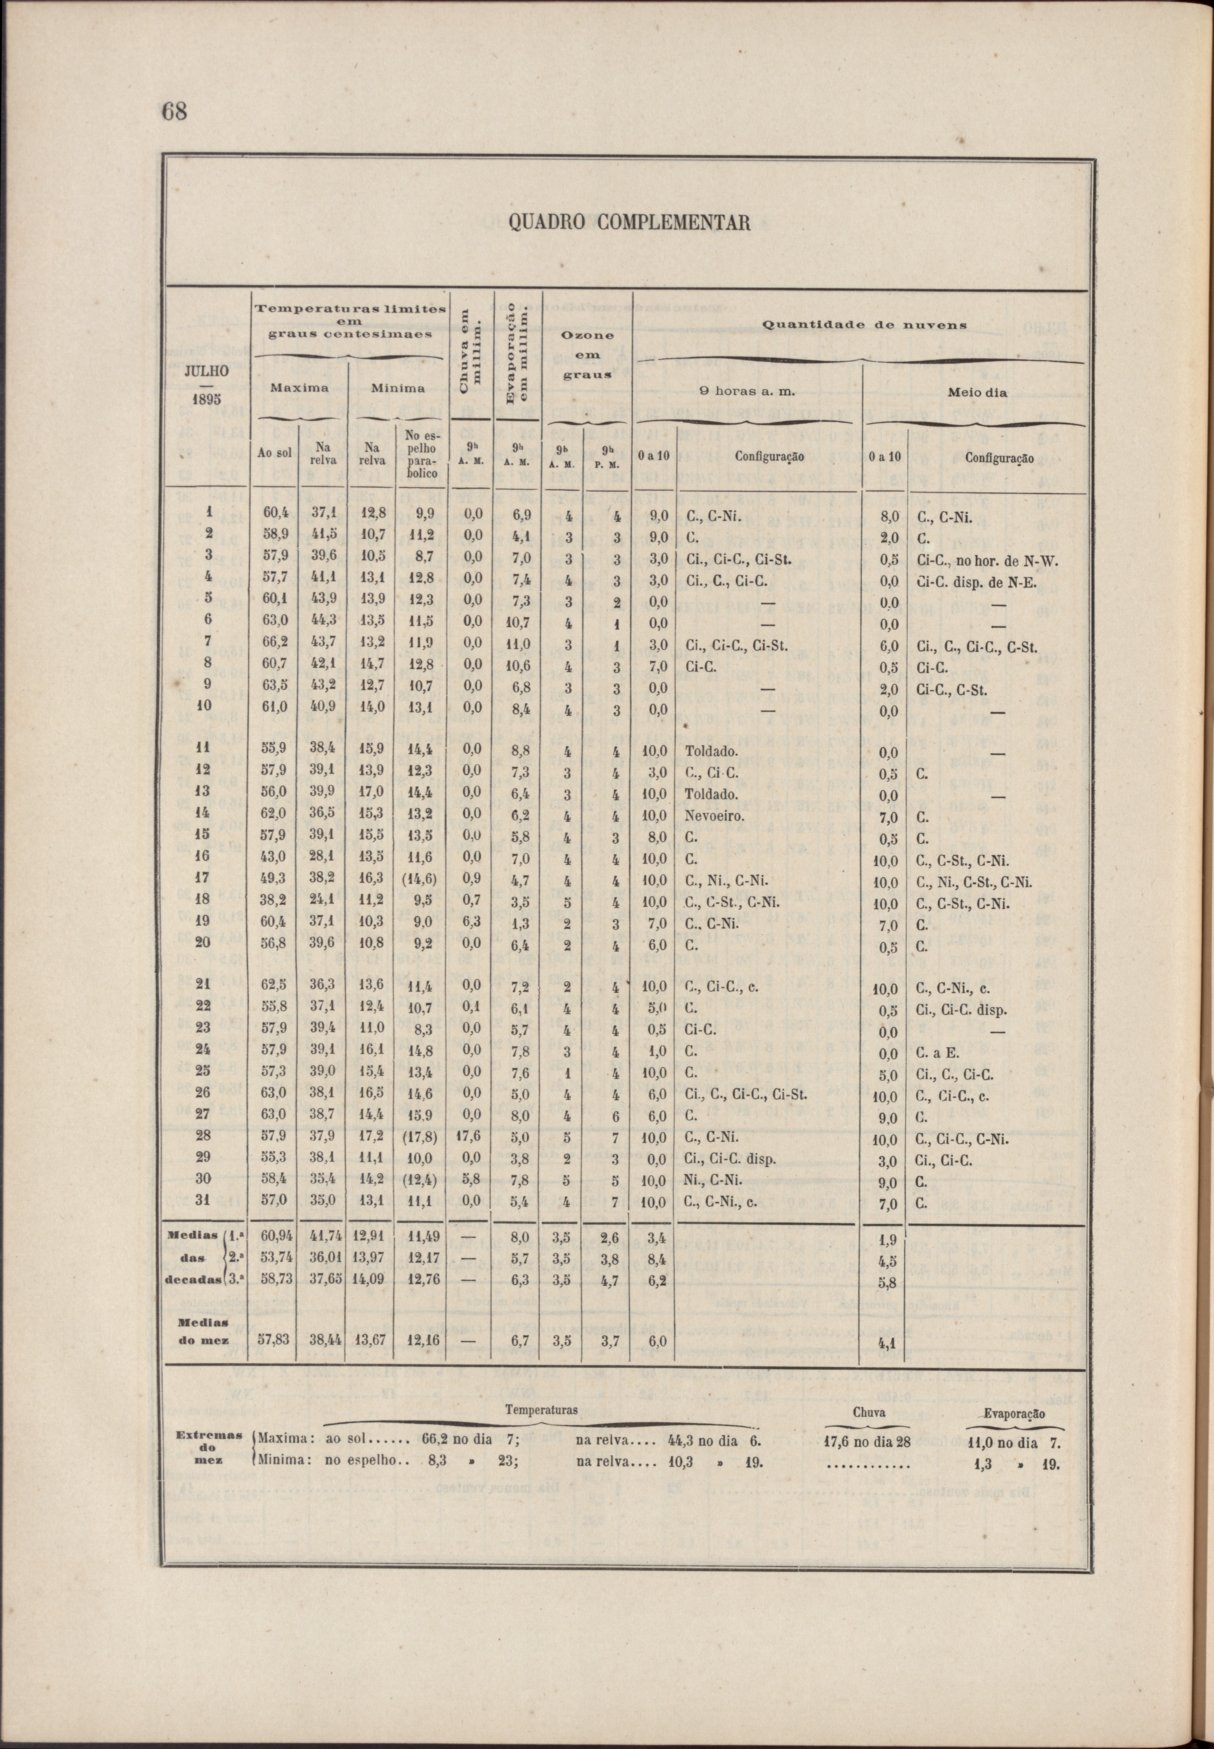 68
QUADRO COMPLEMENTAR
JULHO
—
1895
Temperaturas limites
em
graus centesimaes
Maxima
Minima
Ao sol
Na
relva
Na
relva
No es-
pelho
para-
bolico
Chuva em
millim.
9h
A. M.
Evaporação
em millim.
9h
A. M.
Ozone
em
graus
9h
A. M.
9h
P. M.
Quantidade de nuvens
9 horas a. m.
Meio dia
0 a 10
Configuração
0 a 10
Configuração
1 60,4 37,1 12,8 9,9 0,0 6,9 4 4 9,0 C., C-Ni. 8,0 C., C-Ni.
2 58,9 41,5 10,7 11,2 0,0 4,1 3 3 9,0 C. 2,0 C.
3 57,9 39,6 10,5 8,7 0,0 7,0 3 3 3,0 Ci., Ci-C., Ci-St. 0,5 Ci-C., no hor. de N-W.
4 57,7 41,1 13,1 12,8 0,0 7,4 4 3 3,0 Ci., C., Ci-C. 0,0 Ci-C. disp. de N-E.
5 60,1 43,9 13,9 12,3 0,0 7,3 3 2 0,0 — 0,0 —
6 63,0 44,3 13,5 11,5 0,0 10,7 4 1 0,0 — 0,0 —
7 66,2 43,7 13,2 11,9 0,0 11,0 3 1 3,0 Ci., Ci-C., Ci-St. 6,0 Ci., C., Ci-C., C-St.
8 60,7 42,1 14,7 12,8 0,0 10,6 4 3 7,0 Ci-C. 0,5 Ci-C.
9 63,5 43,2 12,7 10,7 0,0 6,8 3 3 0,0 — 2,0 Ci-C., C-St.
10 61,0 40,9 14,0 13,1 0,0 8,4 4 3 0,0 — 0,0 —
11 55,9 38,4 15,9 14,4 0,0 8,8 4 4 10,0 Toldado. 0,0 —
12 57,9 39,1 13,9 12,3 0,0 7,3 3 4 3,0 C., Ci-C. 0,5 C.
13 56,0 39,9 17,0 14,4 0,0 6,4 3 4 10,0 Toldado. 0,0 —
14 62,0 36,5 15,3 13,2 0,0 6,2 4 4 10,0 Nevoeiro. 7,0 C.
15 57,9 39,1 15,5 13,5 0,0 5,8 4 3 8,0 C. 0,5 C.
16 43,0 28,1 13,5 11,6 0,0 7,0 4 4 10,0 C. 10,0 C., C-St., C-Ni.
17 49,3 38,2 16,3 (14,6) 0,9 4,7 4 4 10,0 C., Ni., C-Ni. 10,0 C., Ni., C-St., C-Ni.
18 38,2 24,1 11,2 9,5 0,7 3,5 5 4 10,0 C., C-St., C-Ni. 10,0 C., C-St., C-Ni.
19 60,4 37,1 10,3 9,0 6,3 1,3 2 3 7,0 C., C-Ni. 7,0 C.
20 56,8 39,6 10,8 9,2 0,0 6,4 2 4 6,0 C. 0,5 C.
21 62,5 36,3 13,6 11,4 0,0 7,2 2 4 10,0 C., Ci-C., c. 10,0 C., C-Ni., c.
22 55,8 37,1 12,4 10,7 0,1 6,1 4 4 5,0 C. 0,5 Ci., Ci-C. disp.
23 57,9 39,4 11,0 8,3 0,0 5,7 4 4 0,5 Ci-C. 0,0 —
24 57,9 39,1 16,1 14,8 0,0 7,8 3 4 1,0 C. 0,0 C. a E.
25 57,3 39,0 15,4 13,4 0,0 7,6 1 4 10,0 C. 5,0 Ci., C., Ci-C.
26 63,0 38,1 16,5 14,6 0,0 5,0 4 4 6,0 Ci., C., Ci-C., Ci-St. 10,0 C., Ci-C., c.
27 63,0 38,7 14,4 15,9 0,0 8,0 4 6 6,0 C. 9,0 C.
28 57,9 37,9 17,2 (17,8) 17,6 5,0 5 7 10,0 C., C-Ni. 10,0 C., Ci-C., C-Ni.
29 55,3 38,1 11,1 10,0 0,0 3,8 2 3 0,0 Ci., Ci-C. disp. 3,0 Ci., Ci-C.
30 58,4 35,4 14,2 (12,4) 5,8 7,8 5 5 10,0 Ni., C-Ni. 9,0 C.
31 57,0 35,0 13,1 11,1 0,0 5,4 4 7 10,0 C., C-Ni., c. 7,0 C.
Medias 1.ª 60,94 41,74 12,91 11,49 — 8,0 3,5 2,6 3,4 1,9
das 2.ª 53,74 36,01 13,97 12,17 — 5,7 3,5 3,8 8,4 4,5
decadas 3.ª 58,73 37,65 14,09 12,76 — 6,3 3,5 4,7 6,2 5,8
Medias
do mez 57,83 38,44 13,67 12,16 — 6,7 3,5 3,7 6,0 4,1
Temperaturas Chuva Evaporação
Extremas
do
mez
Maxima: ao sol...... 66,2 no dia 7; na relva.... 44,3 no dia 6. 17,6 no dia 28 11,0 no dia 7.
Minima: no espelho.. 8,3 » 23; na relva.... 10,3 » 19. ............ 1,3 » 19.